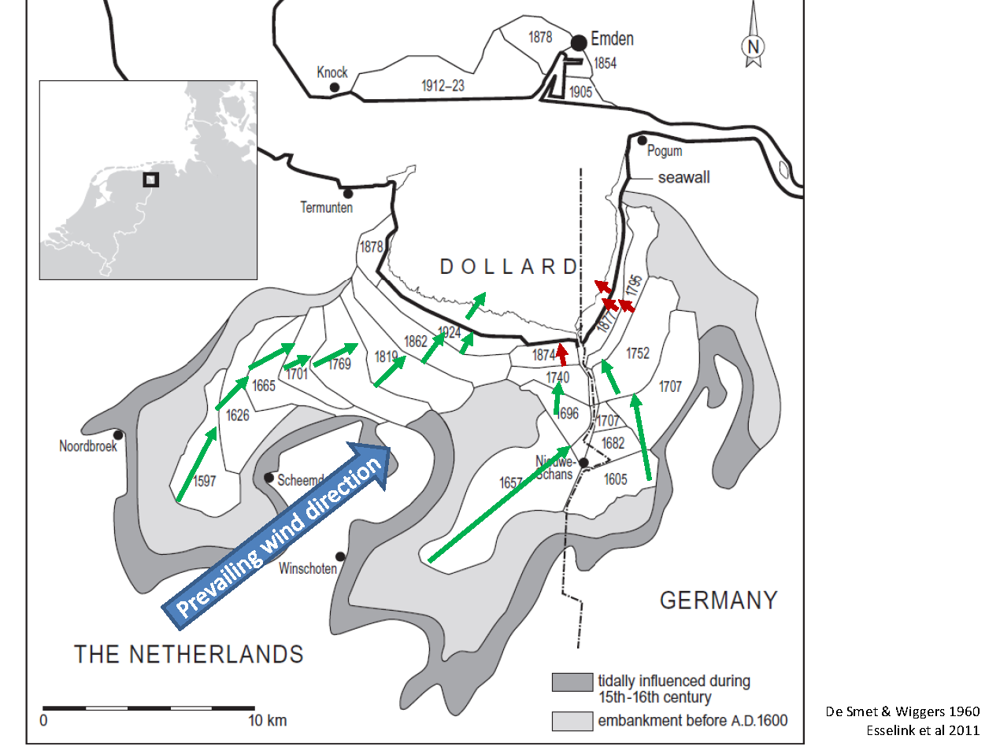 1878
Emden
N
1854
Knock
1912–23
1905
Pogum
seawall
Termunten
1878
DOLLARD
1795
1877
1924
1862
1819
1874
1752
1769
1701
1740
1665
1707
1626
1696
1707
Noordbroek
1682
Nieuwe-
Schans
Scheemd
1597
1657
1605
Prevailing wind direction
Winschoten
GERMANY
THE NETHERLANDS
tidally influenced during
15th-16th century
0
10 km
embankment before A.D.1600
De Smet & Wiggers 1960
Esselink et al 2011